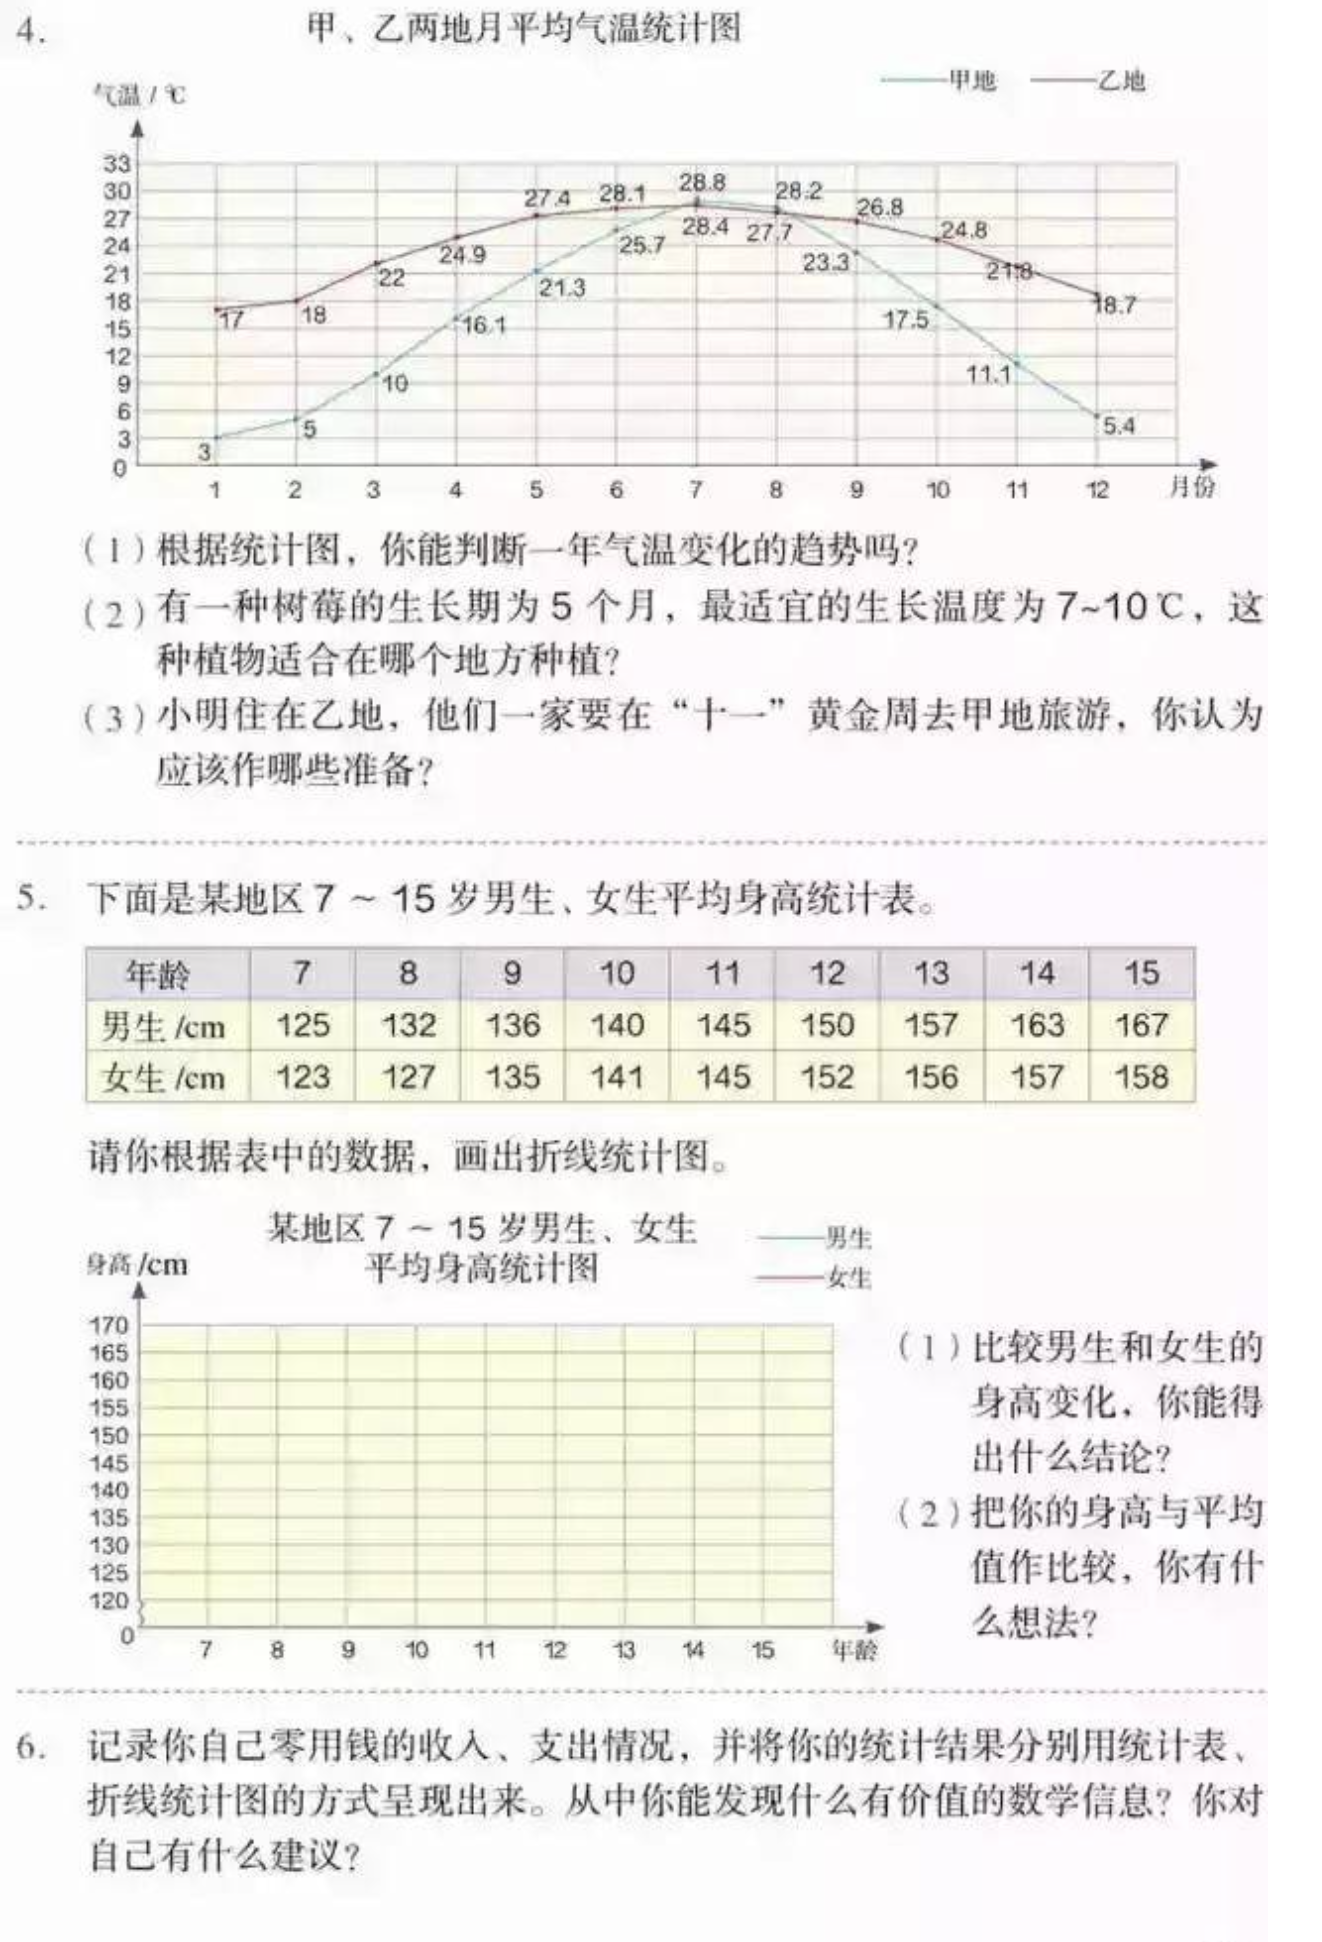 4. 甲、乙两地月平均气温统计图
甲地 乙地
气温 / ℃
33
30
27
24
21
18
15
12
9
6
3
0
28.8
27.4 28.1 28.2
26.8
24.8
28.4 27.7
25.7
24.9 23.3 21.8
22 21.3
17 18 16.1 17.5 18.7
10 11.1
3 5 5.4
1 2 3 4 5 6 7 8 9 10 11 12 月份
(1)根据统计图，你能判断一年气温变化的趋势吗？
(2)有一种树莓的生长期为 5 个月，最适宜的生长温度为 7~10℃，这
种植物适合在哪个地方种植？
(3)小明住在乙地，他们一家要在“十一”黄金周去甲地旅游，你认为
应该作哪些准备？
5. 下面是某地区 7 ～ 15 岁男生、女生平均身高统计表。
年龄 7 8 9 10 11 12 13 14 15
男生 /cm 125 132 136 140 145 150 157 163 167
女生 /cm 123 127 135 141 145 152 156 157 158
请你根据表中的数据，画出折线统计图。
某地区 7 ～ 15 岁男生、女生
平均身高统计图
男生
女生
身高 /cm
170
165
160
155
150
145
140
135
130
125
120
0
7 8 9 10 11 12 13 14 15 年龄
(1)比较男生和女生的
身高变化，你能得
出什么结论？
(2)把你的身高与平均
值作比较，你有什
么想法？
6. 记录你自己零用钱的收入、支出情况，并将你的统计结果分别用统计表、
折线统计图的方式呈现出来。从中你能发现什么有价值的数学信息？你对
自己有什么建议？